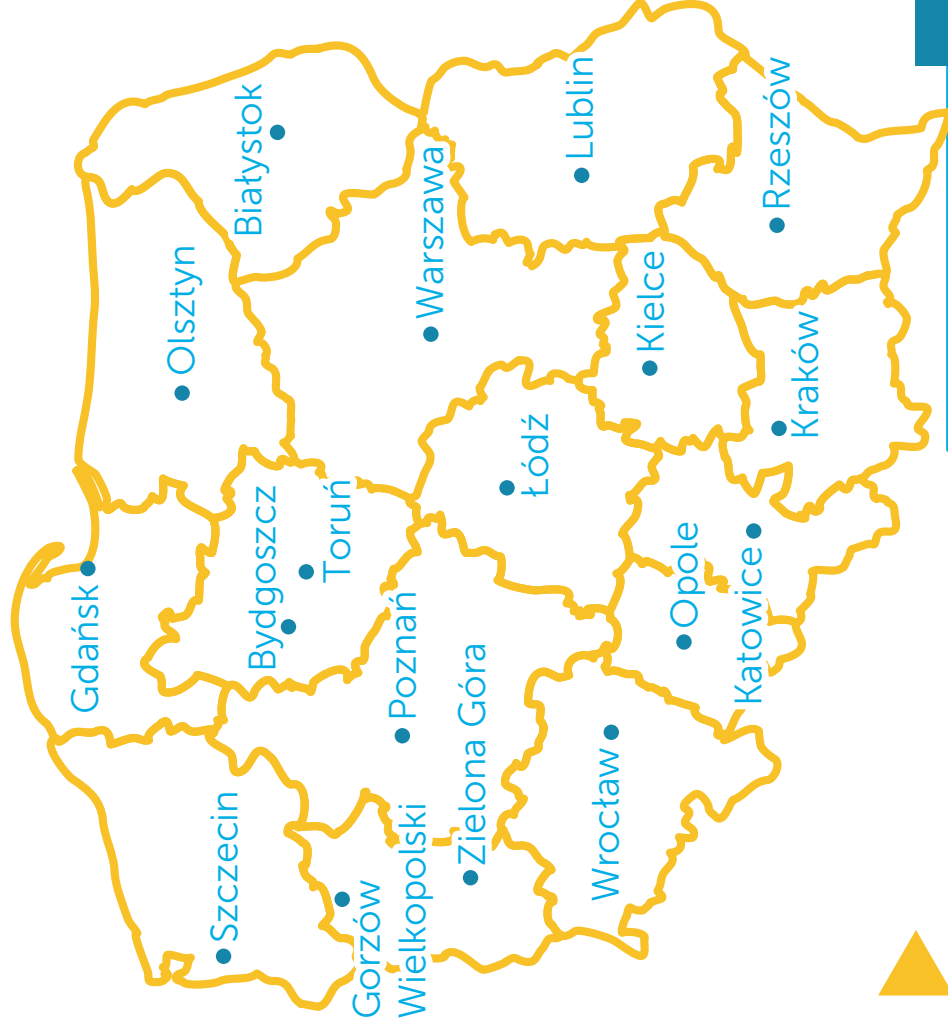 Gdańsk
Olsztyn
Białystok
Szczecin
Bydgoszcz
Toruń
Gorzów
Wielkopolski
Poznań
Warszawa
Zielona Góra
Łódź
Lublin
Wrocław
Opole
Kielce
Katowice
Kraków
Rzeszów